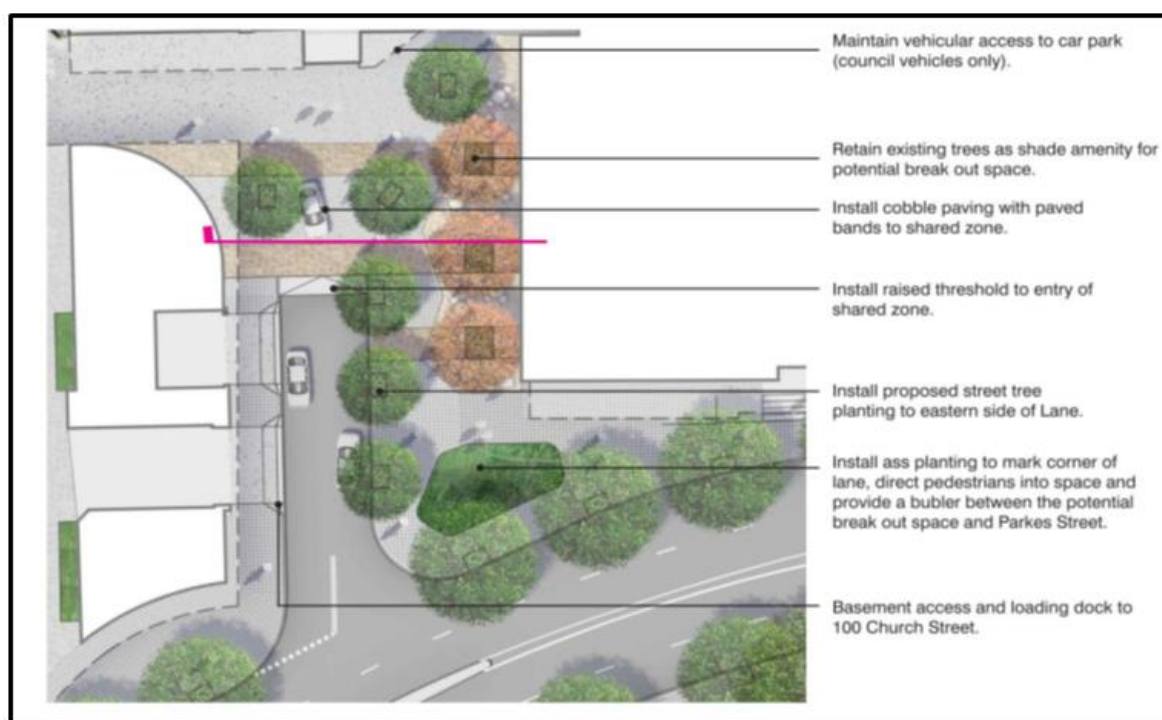 Maintain vehicular access to car park
(council vehicles only).
Retain existing trees as shade amenity for
potential break out space.
Install cobble paving with paved
bands to shared zone.
Install raised threshold to entry of
shared zone.
Install proposed street tree
planting to eastern side of Lane.
Install ass planting to mark corner of
lane, direct pedestrians into space and
provide a bubler between the potential
break out space and Parkes Street.
Basement access and loading dock to
100 Church Street.